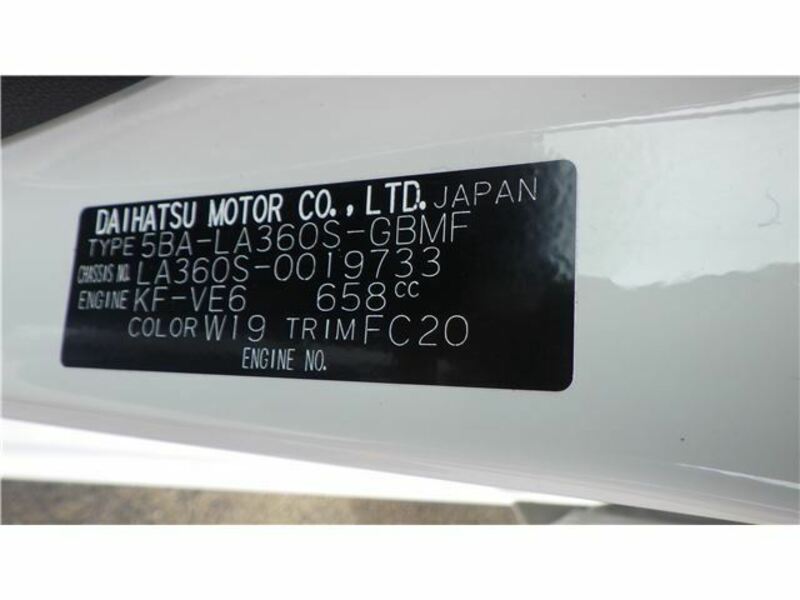 DAIHATSU MOTOR CO., LTD. JAPAN
TYPE 5BA-LA360S-GBMF
CHASSIS NO. LA360S-0019733
ENGINE KF-VE6 658cc
COLOR W19 TRIM FC20
ENGINE NO.